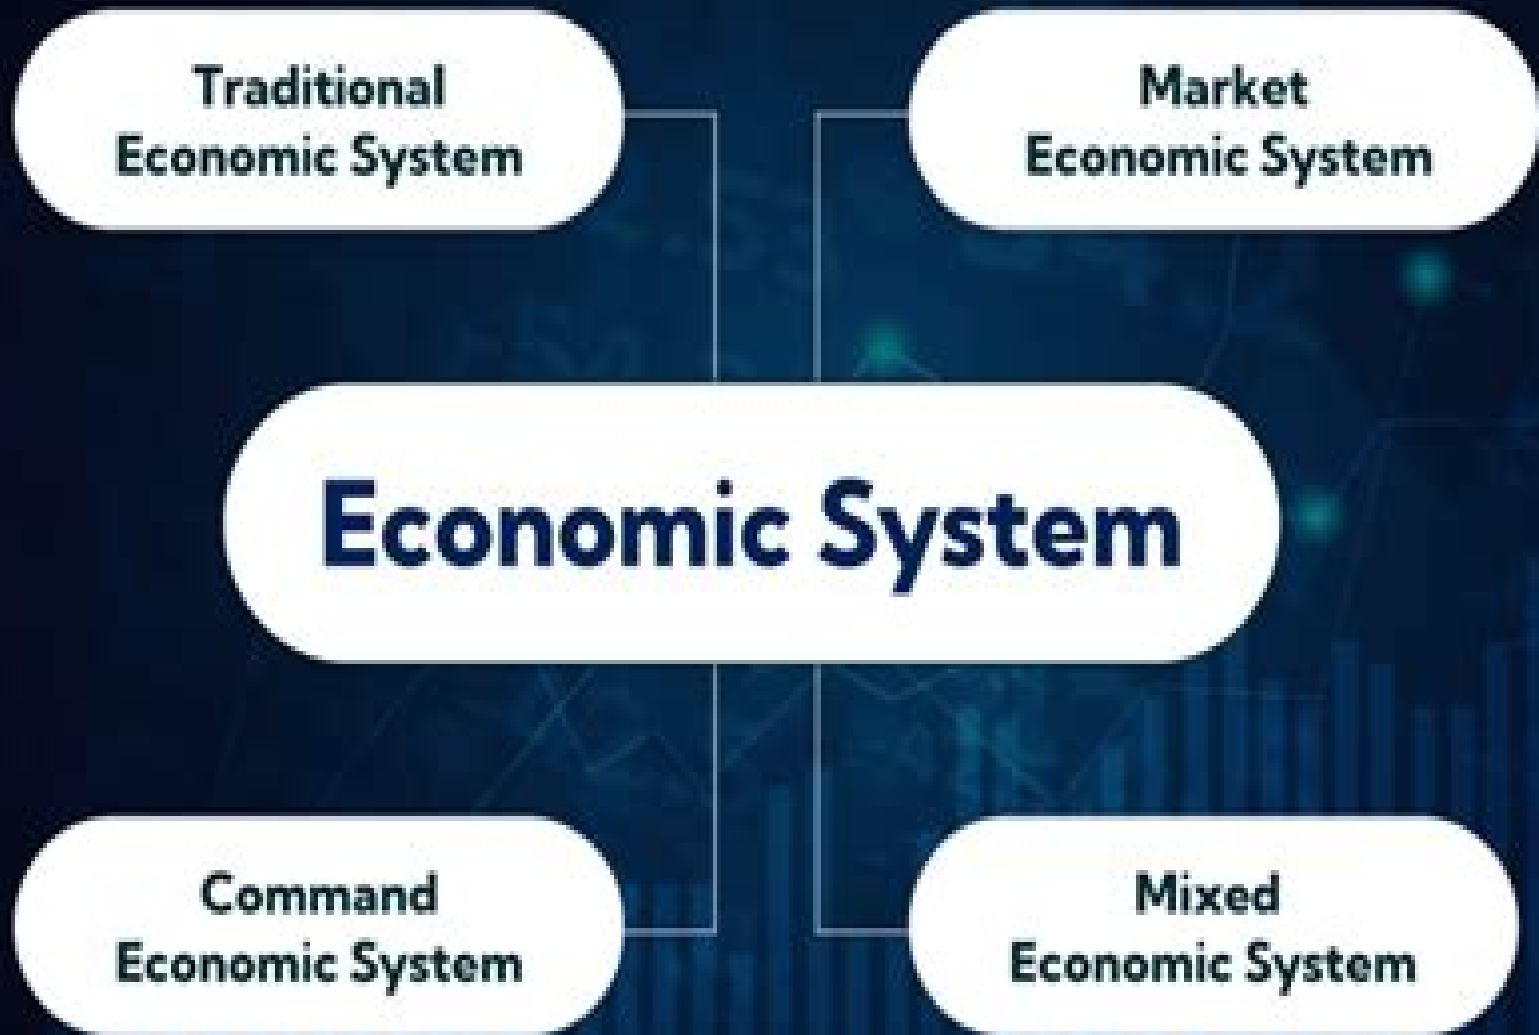 Traditional
Economic System
Market
Economic System
Economic System
Command
Economic System
Mixed
Economic System